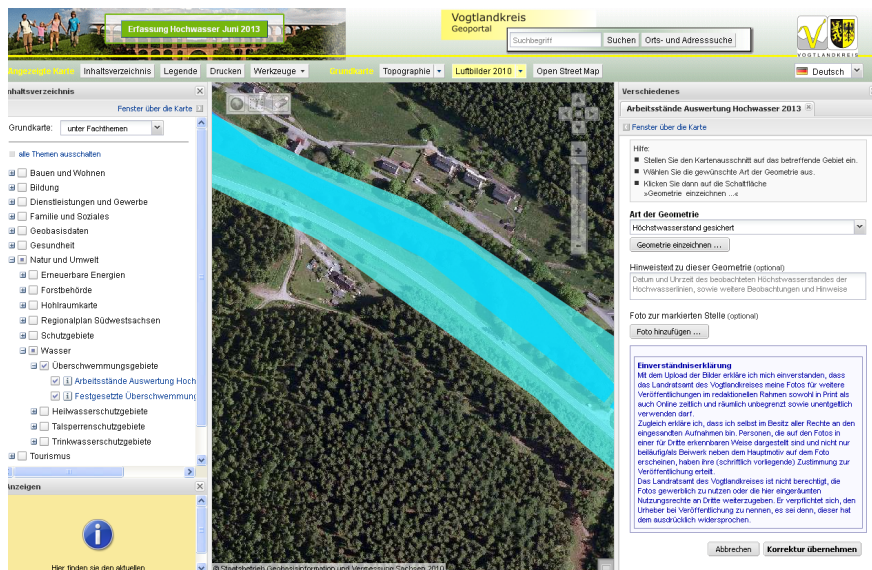 Erfassung Hochwasser Juni 2013
Vogtlandkreis
Geoportal
Suchbegriff
Suchen
Orts- und Adresssuche
VOGTLANDKREIS
Angezeigte Karte
Inhaltsverzeichnis
Legende
Drucken
Werkzeuge
Grundkarte
Topographie
Luftbilder 2010
Open Street Map
Deutsch
nhaltsverzeichnis
Fenster über die Karte
Grundkarte:
unter Fachthemen
alle Themen ausschalten
Bauen und Wohnen
Bildung
Dienstleistungen und Gewerbe
Familie und Soziales
Geobasisdaten
Gesundheit
Natur und Umwelt
Erneuerbare Energien
Forstbehörde
Hohlraumkarte
Regionalplan Südwestsachsen
Schutzgebiete
Wasser
Überschwemmungsgebiete
Arbeitsstände Auswertung Hoch
Festgesetzte Überschwemmung
Heilwasserschutzgebiete
Talsperrenschutzgebiete
Trinkwasserschutzgebiete
Tourismus
Anzeigen
Hier finden sie den aktuellen
© Staatsbetrieb Geobasisinformation und Vermessung Sachsen 2010
Verschiedenes
Arbeitsstände Auswertung Hochwasser 2013
Fenster über die Karte
Hilfe:
Stellen Sie den Kartenausschnitt auf das betreffende Gebiet ein.
Wählen Sie die gewünschte Art der Geometrie aus.
Klicken Sie dann auf die Schaltfläche
»Geometrie einzeichnen ...«
Art der Geometrie
Höchstwasserstand gesichert
Geometrie einzeichnen ...
Hinweistext zu dieser Geometrie (optional)
Datum und Uhrzeit des beobachteten Höchstwasserstandes der
Hochwasserlinien, sowie weitere Beobachtungen und Hinweise
Foto zur markierten Stelle (optional)
Foto hinzufügen ...
Einverständniserklärung
Mit dem Upload der Bilder erkläre ich mich einverstanden, dass
das Landratsamt des Vogtlandkreises meine Fotos für weitere
Veröffentlichungen im redaktionellen Rahmen sowohl in Print als
auch Online zeitlich und räumlich unbegrenzt sowie unentgeltlich
verwenden darf.
Zugleich erkläre ich, dass ich selbst im Besitz aller Rechte an den
eingesandten Aufnahmen bin. Personen, die auf den Fotos in
einer für Dritte erkennbaren Weise dargestellt sind und nicht nur
beiläufig/als Beiwerk neben dem Hauptmotiv auf dem Foto
erscheinen, haben ihre (schriftlich vorliegende) Zustimmung zur
Veröffentlichung erteilt.
Das Landratsamt des Vogtlandkreises ist nicht berechtigt, die
Fotos gewerblich zu nutzen oder die hier eingeräumten
Nutzungsrechte an Dritte weiterzugeben. Er verpflichtet sich, den
Urheber bei Veröffentlichung zu nennen, es sei denn, dieser hat
dem ausdrücklich widersprochen.
Abbrechen
Korrektur übernehmen